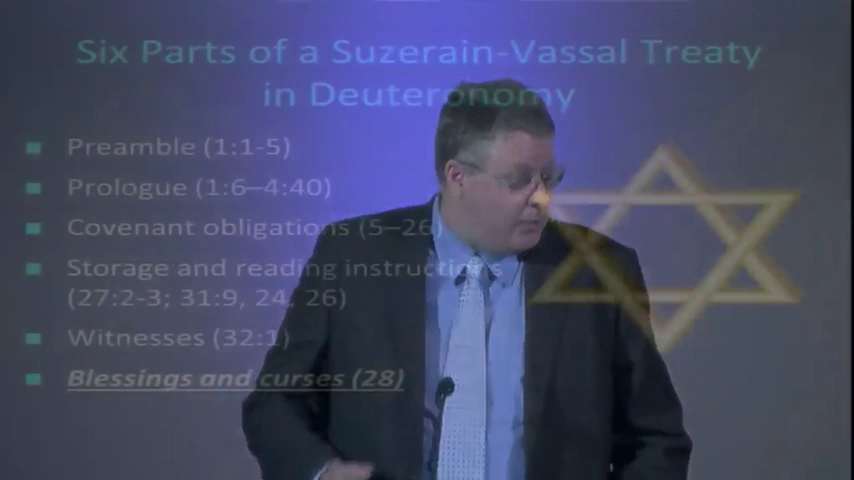 Six Parts of a Suzerain-Vassal Treaty
in Deuteronomy
Preamble (1:1-5)
Prologue (1:6–4:40)
Covenant obligations (5–26)
Storage and reading instructions
(27:2-3; 31:9, 24, 26)
Witnesses (32:1)
Blessings and curses (28)